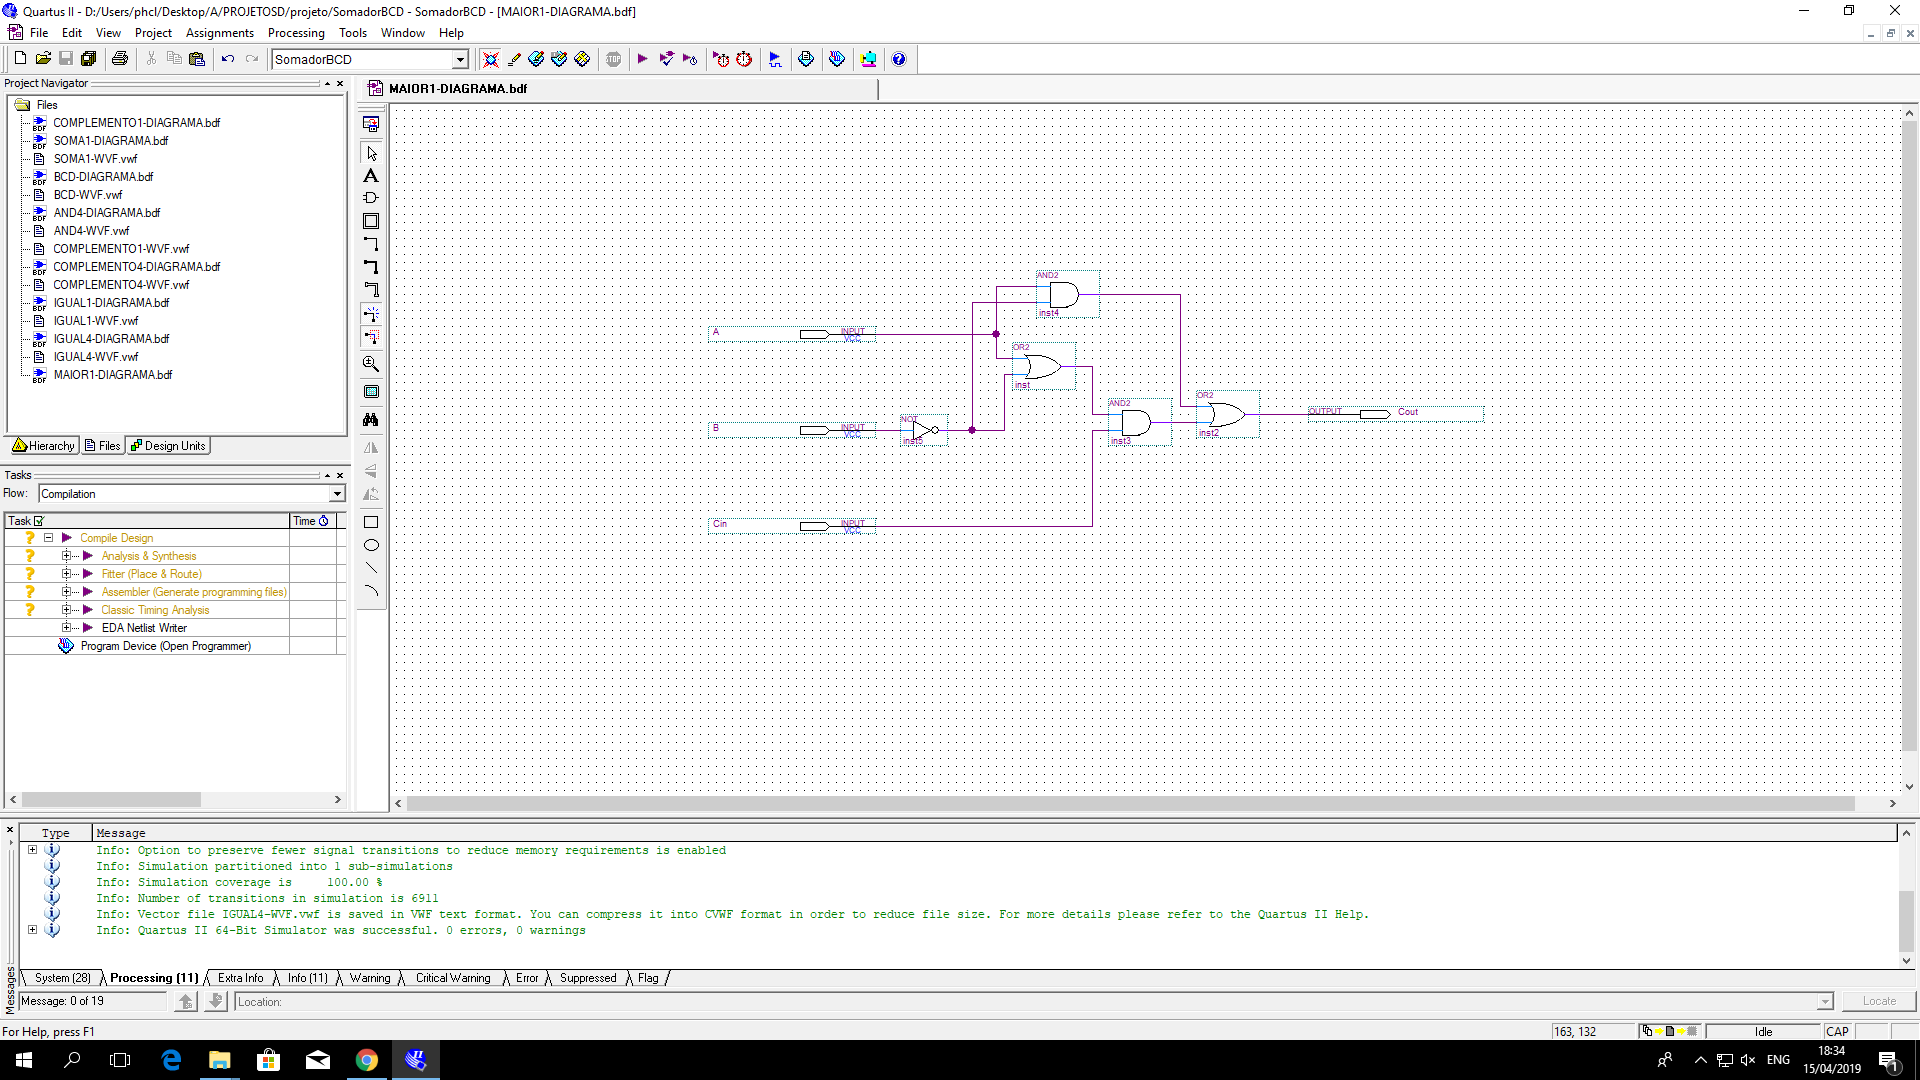 Quartus II - D:/Users/phcl/Desktop/A/PROJETOSD/projeto/SomadorBCD - SomadorBCD - [MAIOR1-DIAGRAMA.bdf]
File Edit View Project Assignments Processing Tools Window Help
SomadorBCD
Project Navigator
Files
COMPLEMENTO1-DIAGRAMA.bdf
SOMA1-DIAGRAMA.bdf
SOMA1-WVF.vwf
BCD-DIAGRAMA.bdf
BCD-WVF.vwf
AND4-DIAGRAMA.bdf
AND4-WVF.vwf
COMPLEMENTO1-WVF.vwf
COMPLEMENTO4-DIAGRAMA.bdf
COMPLEMENTO4-WVF.vwf
IGUAL1-DIAGRAMA.bdf
IGUAL1-WVF.vwf
IGUAL4-DIAGRAMA.bdf
IGUAL4-WVF.vwf
MAIOR1-DIAGRAMA.bdf
Hierarchy Files Design Units
Tasks
Flow: Compilation
Task Time
Compile Design
Analysis & Synthesis
Fitter (Place & Route)
Assembler (Generate programming files)
Classic Timing Analysis
EDA Netlist Writer
Program Device (Open Programmer)
MAIOR1-DIAGRAMA.bdf
AND2
inst4
A INPUT
VCC
OR2
inst
AND2
inst3
OR2
inst2
OUTPUT Cout
B INPUT
VCC
NOT
inst5
Cin INPUT
VCC
Type Message
Info: Option to preserve fewer signal transitions to reduce memory requirements is enabled
Info: Simulation partitioned into 1 sub-simulations
Info: Simulation coverage is 100.00 %
Info: Number of transitions in simulation is 6911
Info: Vector file IGUAL4-WVF.vwf is saved in VWF text format. You can compress it into CVWF format in order to reduce file size. For more details please refer to the Quartus II Help.
Info: Quartus II 64-Bit Simulator was successful. 0 errors, 0 warnings
System (28) Processing (11) Extra Info Info (11) Warning Critical Warning Error Suppressed Flag
Messages
Message: 0 of 19 Location: Locate
For Help, press F1 163, 132 Idle CAP
ENG 18:34
15/04/2019
1